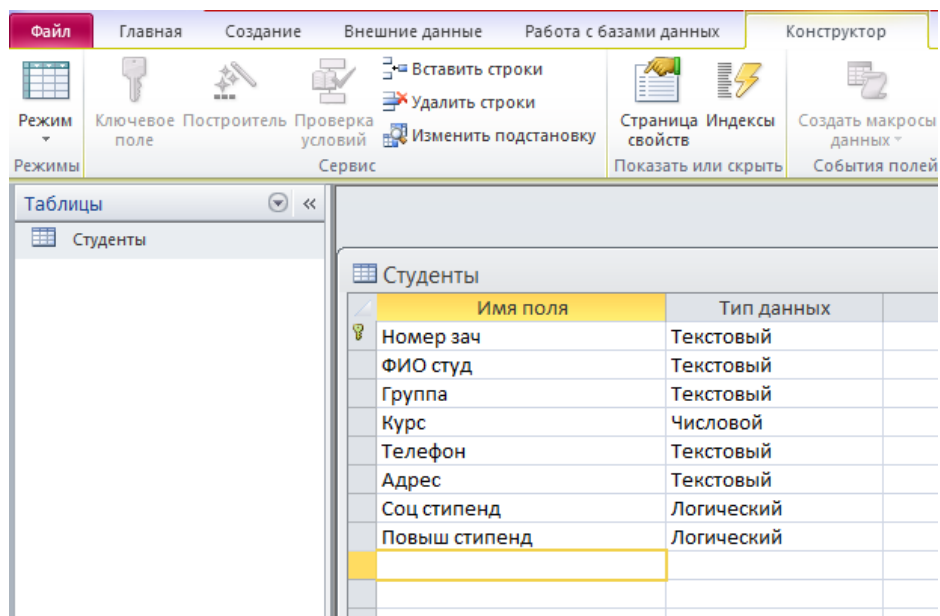 Файл Главная Создание Внешние данные Работа с базами данных Конструктор
Режим
Ключевое поле
Построитель
Проверка условий
Вставить строки
Удалить строки
Изменить подстановку
Страница свойств
Индексы
Создать макросы данных
Режимы Сервис Показать или скрыть События полей
Таблицы
Студенты
Студенты
Имя поля Тип данных
Номер зач Текстовый
ФИО студ Текстовый
Группа Текстовый
Курс Числовой
Телефон Текстовый
Адрес Текстовый
Соц стипенд Логический
Повыш стипенд Логический